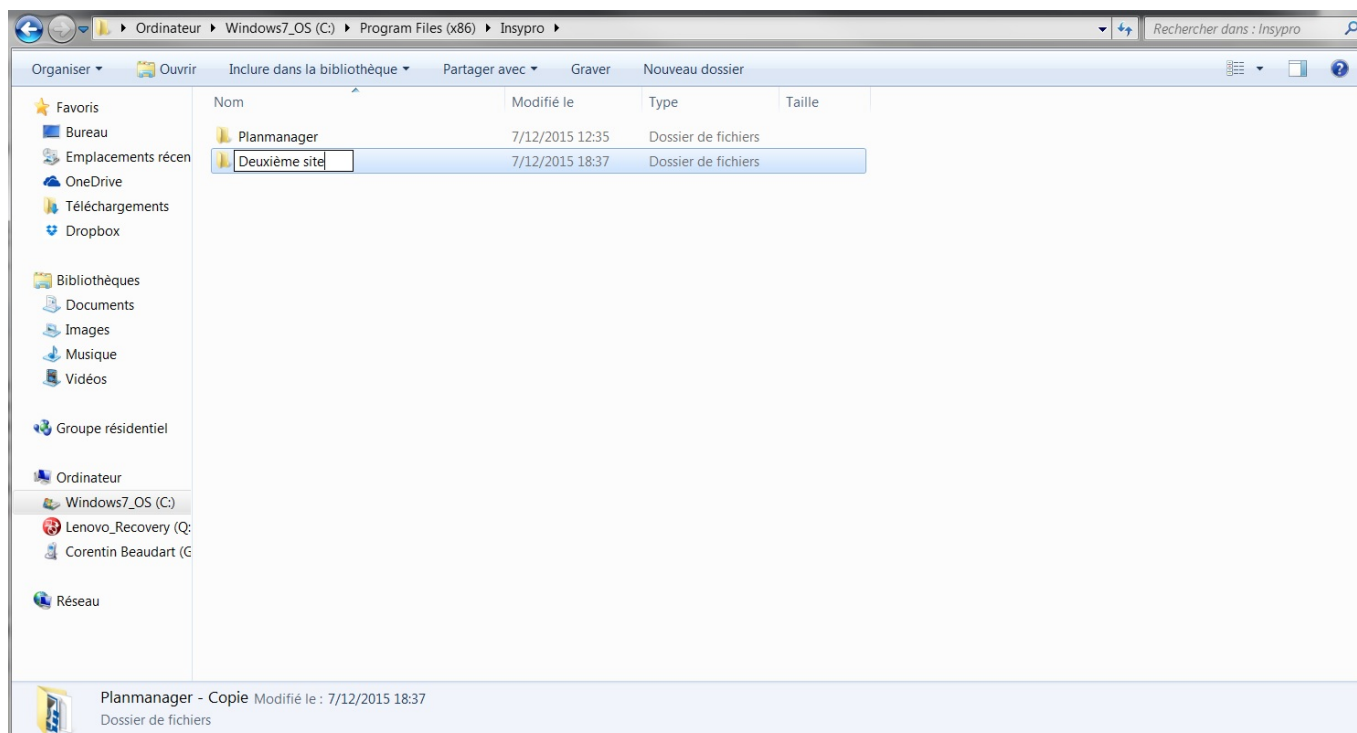 Ordinateur Windows7_OS (C:) Program Files (x86) Insypro Rechercher dans : Insypro
Organiser Ouvrir Inclure dans la bibliothèque Partager avec Graver Nouveau dossier
Favoris
Bureau
Emplacements récen
OneDrive
Téléchargements
Dropbox
Bibliothèques
Documents
Images
Musique
Vidéos
Groupe résidentiel
Ordinateur
Windows7_OS (C:)
Lenovo_Recovery (Q:
Corentin Beaudart (G
Réseau
Nom Modifié le Type Taille
Planmanager 7/12/2015 12:35 Dossier de fichiers
Deuxième site 7/12/2015 18:37 Dossier de fichiers
Planmanager - Copie Modifié le : 7/12/2015 18:37
Dossier de fichiers